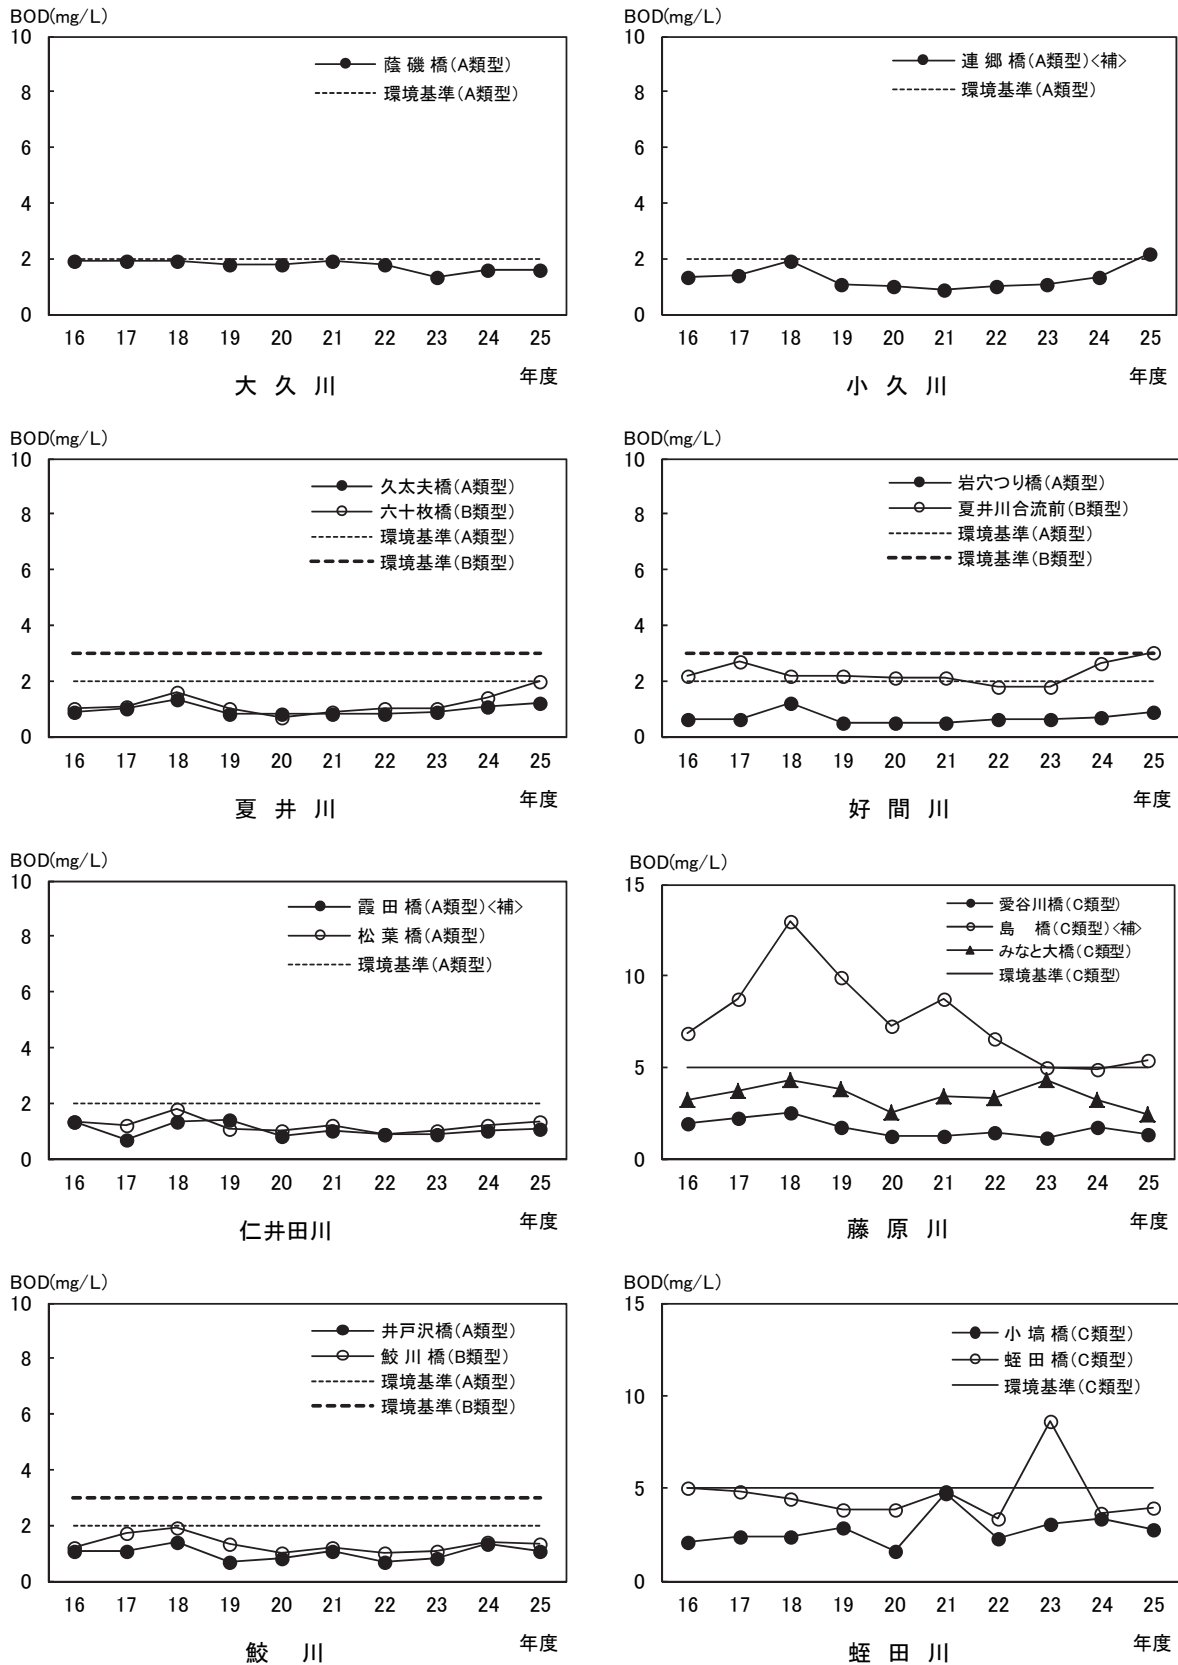 BOD(mg/L)
10
8
6
4
2
0
蔭 磯 橋(A類型)
環境基準(A類型)
16 17 18 19 20 21 22 23 24 25
年度
大 久 川
BOD(mg/L)
10
8
6
4
2
0
連 郷 橋(A類型)<補>
環境基準(A類型)
16 17 18 19 20 21 22 23 24 25
年度
小 久 川
BOD(mg/L)
10
8
6
4
2
0
久太夫橋(A類型)
六十枚橋(B類型)
環境基準(A類型)
環境基準(B類型)
16 17 18 19 20 21 22 23 24 25
年度
夏 井 川
BOD(mg/L)
10
8
6
4
2
0
岩穴つり橋(A類型)
夏井川合流前(B類型)
環境基準(A類型)
環境基準(B類型)
16 17 18 19 20 21 22 23 24 25
年度
好 間 川
BOD(mg/L)
10
8
6
4
2
0
霞 田 橋(A類型)<補>
松 葉 橋(A類型)
環境基準(A類型)
16 17 18 19 20 21 22 23 24 25
年度
仁井田川
BOD(mg/L)
15
10
5
0
愛谷川橋(C類型)
島 橋(C類型)<補>
みなと大橋(C類型)
環境基準(C類型)
16 17 18 19 20 21 22 23 24 25
年度
藤 原 川
BOD(mg/L)
10
8
6
4
2
0
井戸沢橋(A類型)
鮫 川 橋(B類型)
環境基準(A類型)
環境基準(B類型)
16 17 18 19 20 21 22 23 24 25
年度
鮫 川
BOD(mg/L)
15
10
5
0
小 塙 橋(C類型)
蛭 田 橋(C類型)
環境基準(C類型)
16 17 18 19 20 21 22 23 24 25
年度
蛭 田 川